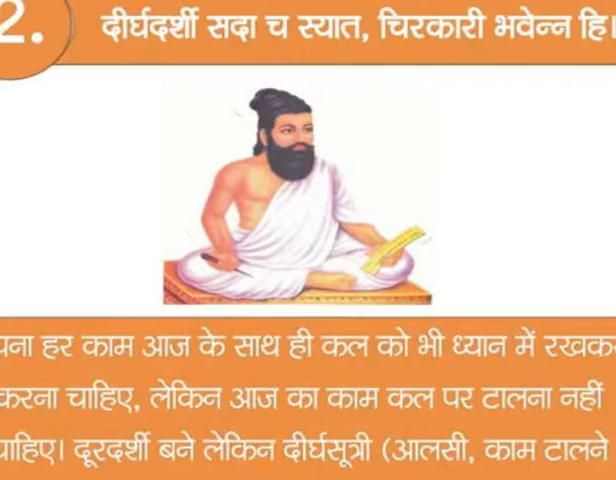 2.
दीर्घदर्शी सदा च स्यात, चिरकारी भवेन्न हि।
पना हर काम आज के साथ ही कल को भी ध्यान में रखकर
करना चाहिए, लेकिन आज का काम कल पर टालना नहीं
चाहिए। दूरदर्शी बने लेकिन दीर्घसूत्री (आलसी, काम टालने